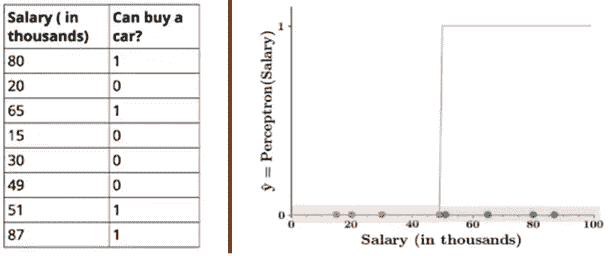 Salary ( in thousands) Can buy a car?
80 1
20 0
65 1
15 0
30 0
49 0
51 1
87 1
ŷ = Perceptron(Salary)
1
0
0 20 40 60 80 100
Salary (in thousands)